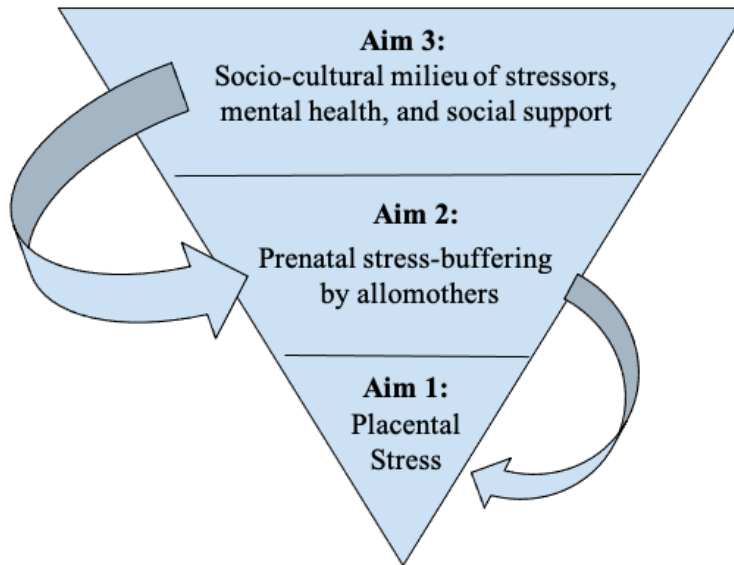 Aim 3:
Socio-cultural milieu of stressors,
mental health, and social support
Aim 2:
Prenatal stress-buffering
by allomothers
Aim 1:
Placental
Stress